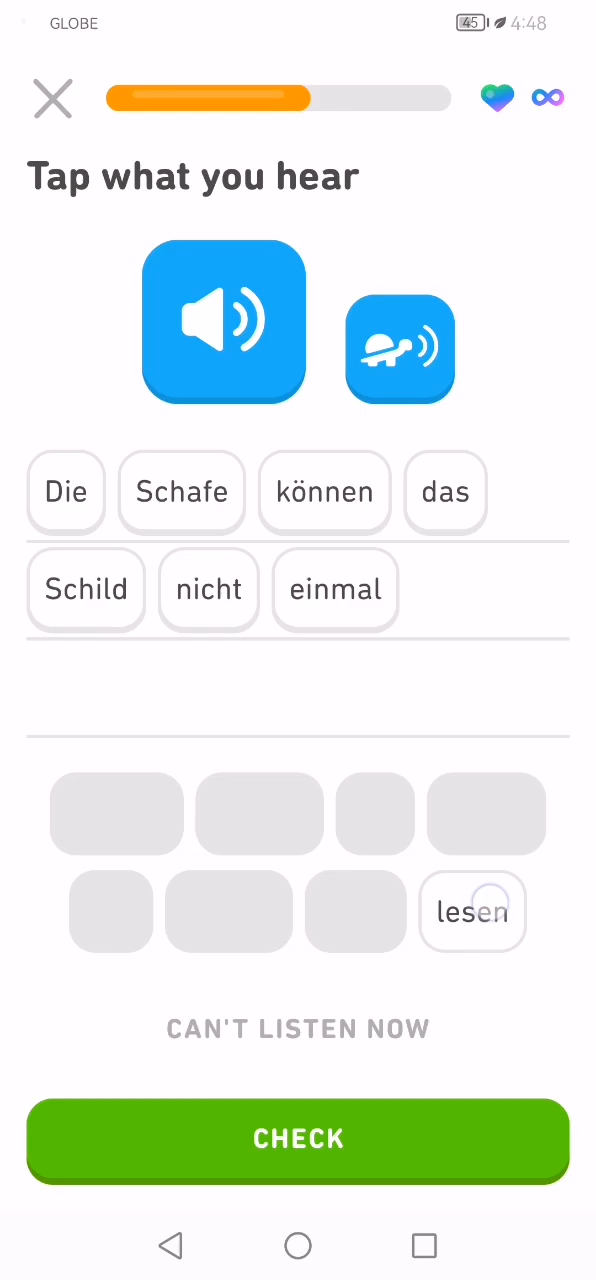 GLOBE 45 4:48
Tap what you hear
Die Schafe können das
Schild nicht einmal
lesen
CAN'T LISTEN NOW
CHECK